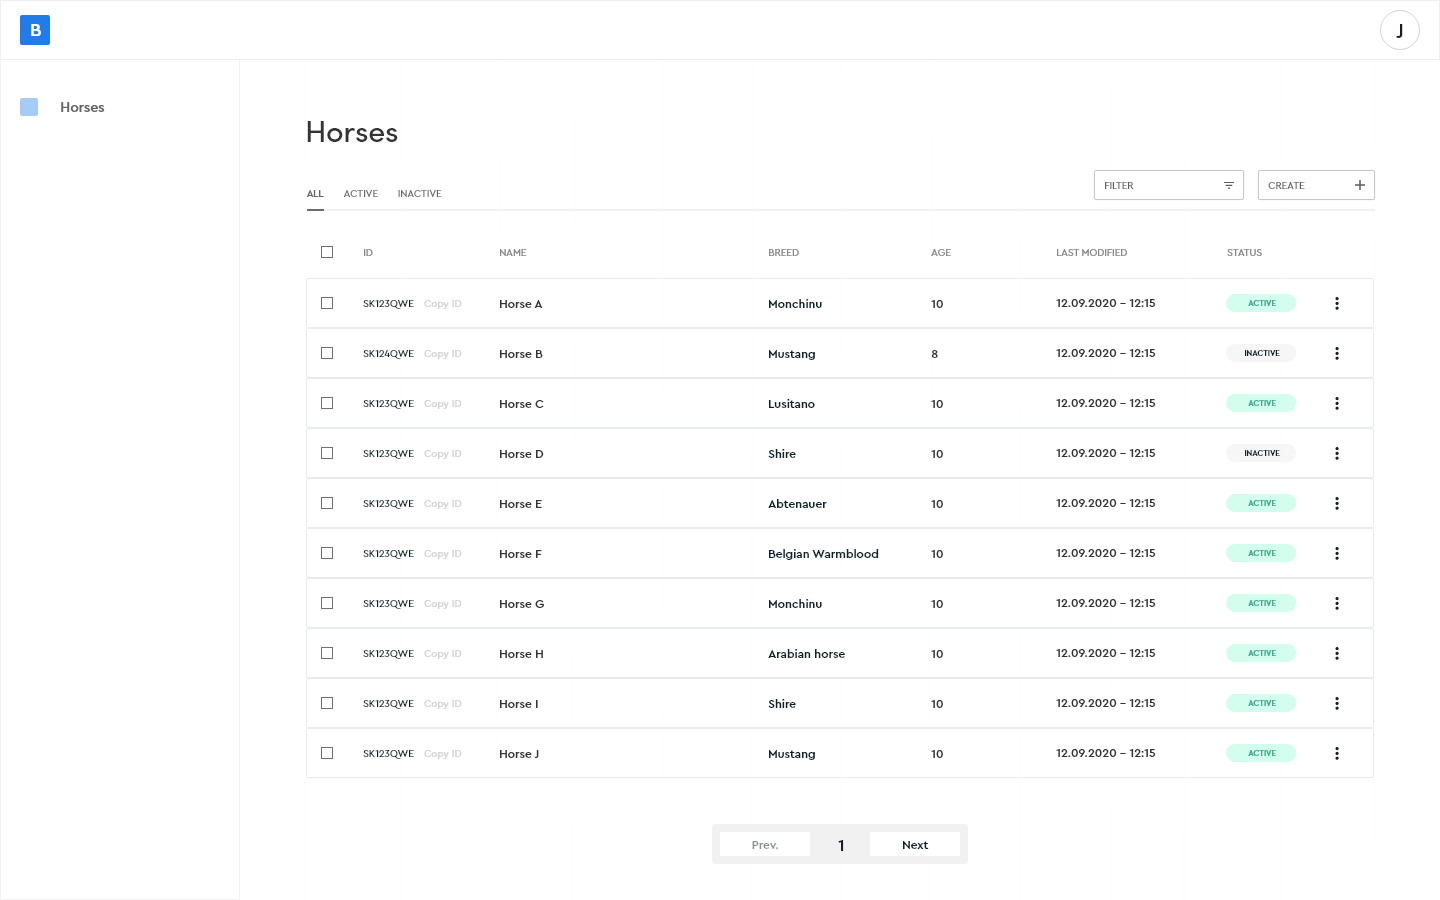 B
J
Horses
Horses
ALL ACTIVE INACTIVE
FILTER CREATE
ID NAME BREED AGE LAST MODIFIED STATUS
SK123QWE Copy ID Horse A Monchinu 10 12.09.2020 – 12:15 ACTIVE
SK124QWE Copy ID Horse B Mustang 8 12.09.2020 – 12:15 INACTIVE
SK123QWE Copy ID Horse C Lusitano 10 12.09.2020 – 12:15 ACTIVE
SK123QWE Copy ID Horse D Shire 10 12.09.2020 – 12:15 INACTIVE
SK123QWE Copy ID Horse E Abtenauer 10 12.09.2020 – 12:15 ACTIVE
SK123QWE Copy ID Horse F Belgian Warmblood 10 12.09.2020 – 12:15 ACTIVE
SK123QWE Copy ID Horse G Monchinu 10 12.09.2020 – 12:15 ACTIVE
SK123QWE Copy ID Horse H Arabian horse 10 12.09.2020 – 12:15 ACTIVE
SK123QWE Copy ID Horse I Shire 10 12.09.2020 – 12:15 ACTIVE
SK123QWE Copy ID Horse J Mustang 10 12.09.2020 – 12:15 ACTIVE
Prev. 1 Next